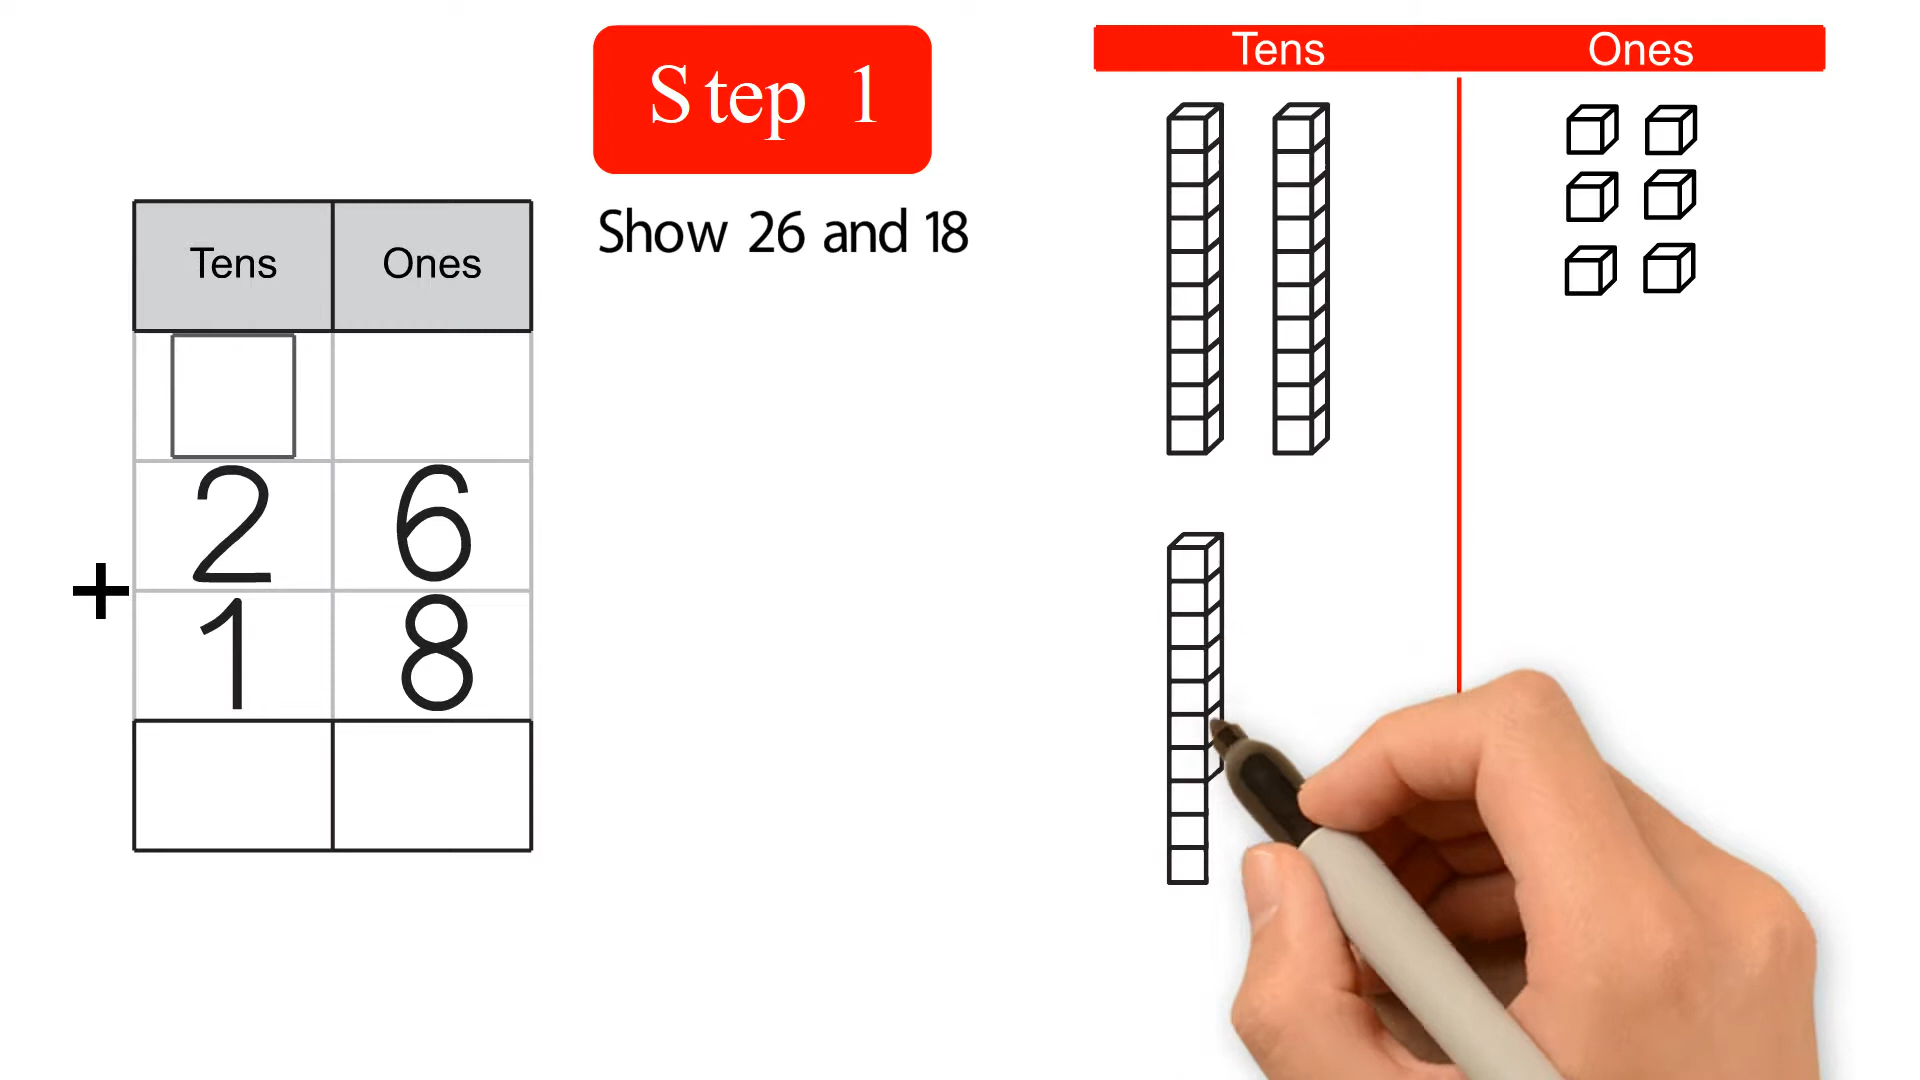 Step 1
Show 26 and 18
Tens Ones
2 6
+
1 8
Tens Ones